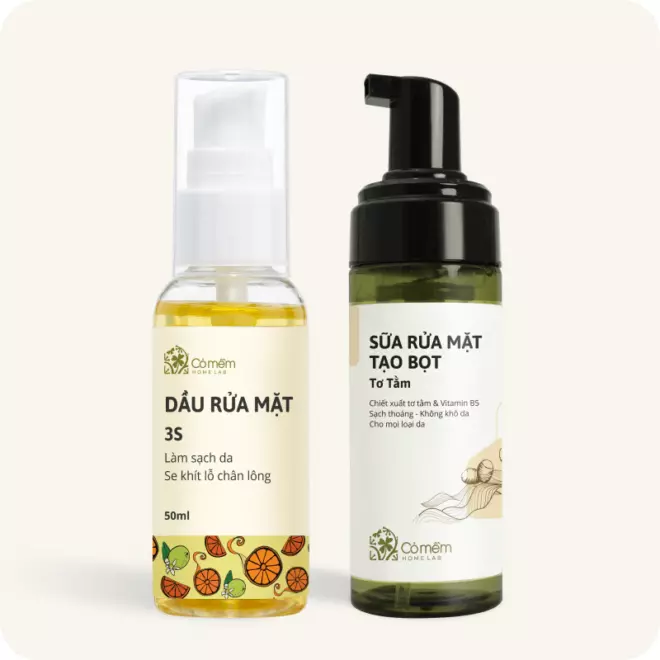 Cỏ mềm
HOME LAB
DẦU RỬA MẶT
3S
Làm sạch da
Se khít lỗ chân lông
50ml
SỮA RỬA MẶT
TẠO BỌT
Tơ Tằm
Chiết xuất tơ tằm & Vitamin B5
Sạch thoáng - Không khô da
Cho mọi loại da
Cỏ mềm
HOME LAB